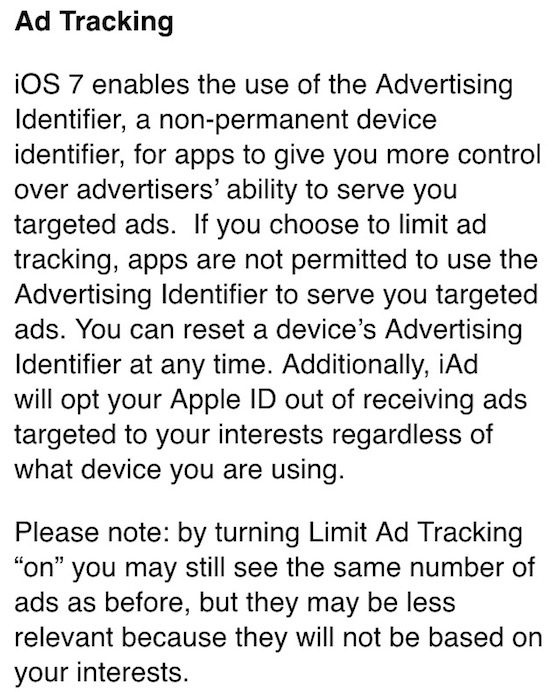 Ad Tracking
iOS 7 enables the use of the Advertising
Identifier, a non-permanent device
identifier, for apps to give you more control
over advertisers’ ability to serve you
targeted ads.  If you choose to limit ad
tracking, apps are not permitted to use the
Advertising Identifier to serve you targeted
ads. You can reset a device’s Advertising
Identifier at any time. Additionally, iAd
will opt your Apple ID out of receiving ads
targeted to your interests regardless of
what device you are using.
Please note: by turning Limit Ad Tracking
“on” you may still see the same number of
ads as before, but they may be less
relevant because they will not be based on
your interests.